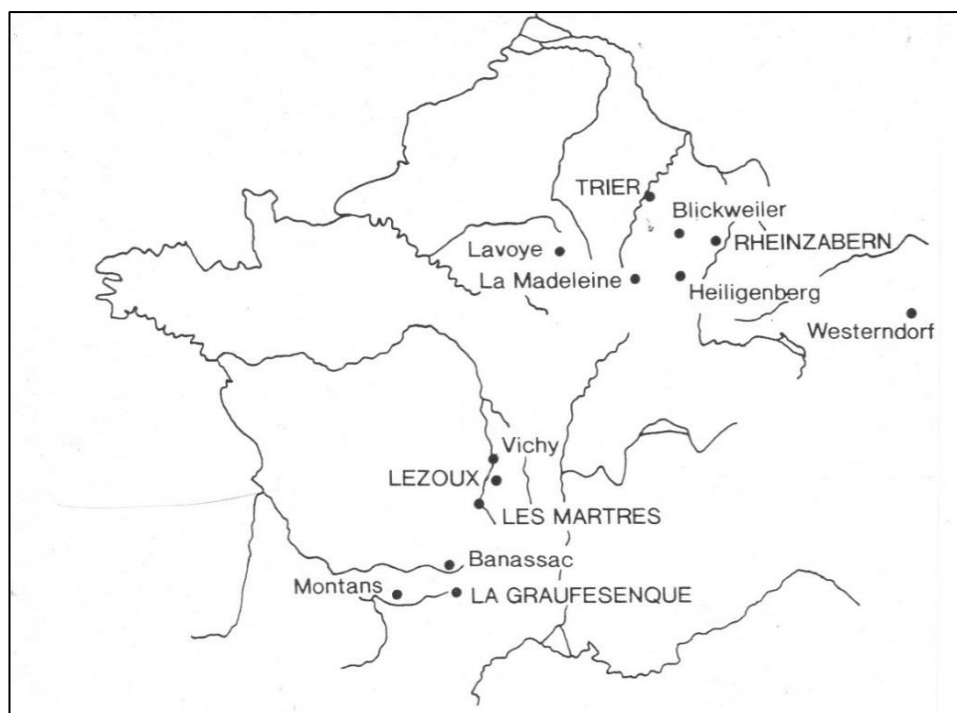 TRIER
Blickweiler
Lavoye
RHEINZABERN
La Madeleine
Heiligenberg
Westerndorf
Vichy
LEZOUX
LES MARTRES
Banassac
Montans
LA GRAUFESENQUE